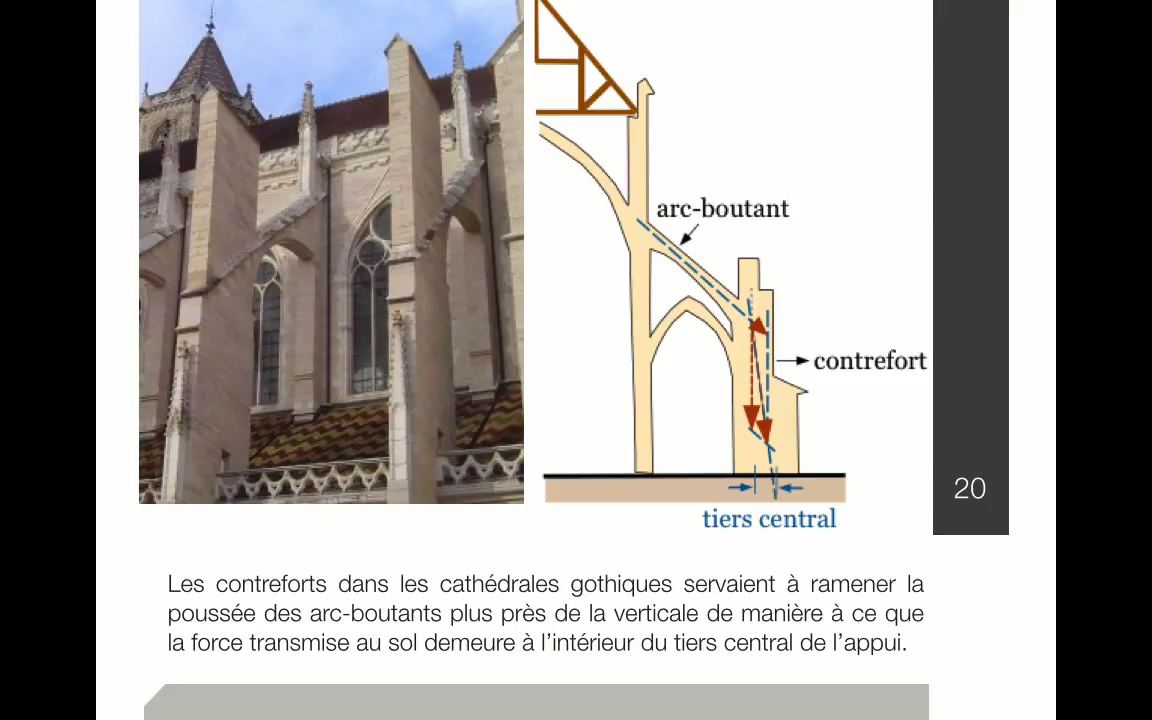 arc-boutant
contrefort
20
tiers central
Les contreforts dans les cathédrales gothiques servaient à ramener la
poussée des arc-boutants plus près de la verticale de manière à ce que
la force transmise au sol demeure à l’intérieur du tiers central de l’appui.